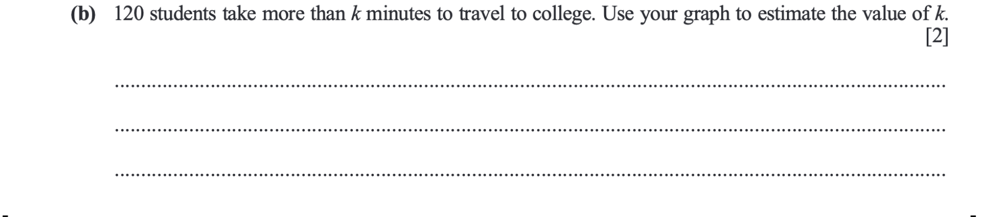 (b) 120 students take more than k minutes to travel to college. Use your graph to estimate the value of k.
[2]